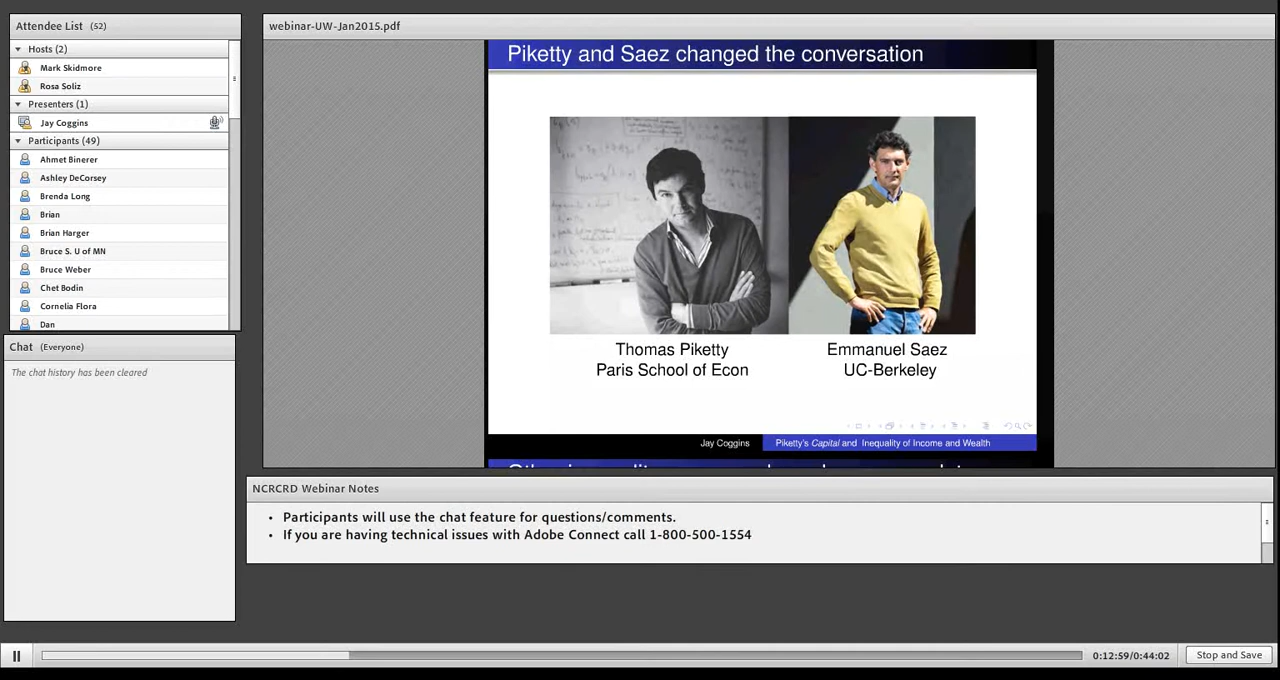 Attendee List (52)
Hosts (2)
Mark Skidmore
Rosa Soliz
Presenters (1)
Jay Coggins
Participants (49)
Ahmet Binerer
Ashley DeCorsey
Brenda Long
Brian
Brian Harger
Bruce S. U of MN
Bruce Weber
Chet Bodin
Cornelia Flora
Dan
Chat (Everyone)
The chat history has been cleared
webinar-UW-Jan2015.pdf
Piketty and Saez changed the conversation
Thomas Piketty
Paris School of Econ
Emmanuel Saez
UC-Berkeley
Jay Coggins
Piketty's Capital and Inequality of Income and Wealth
NCRCRD Webinar Notes
• Participants will use the chat feature for questions/comments.
• If you are having technical issues with Adobe Connect call 1-800-500-1554
0:12:59/0:44:02
Stop and Save